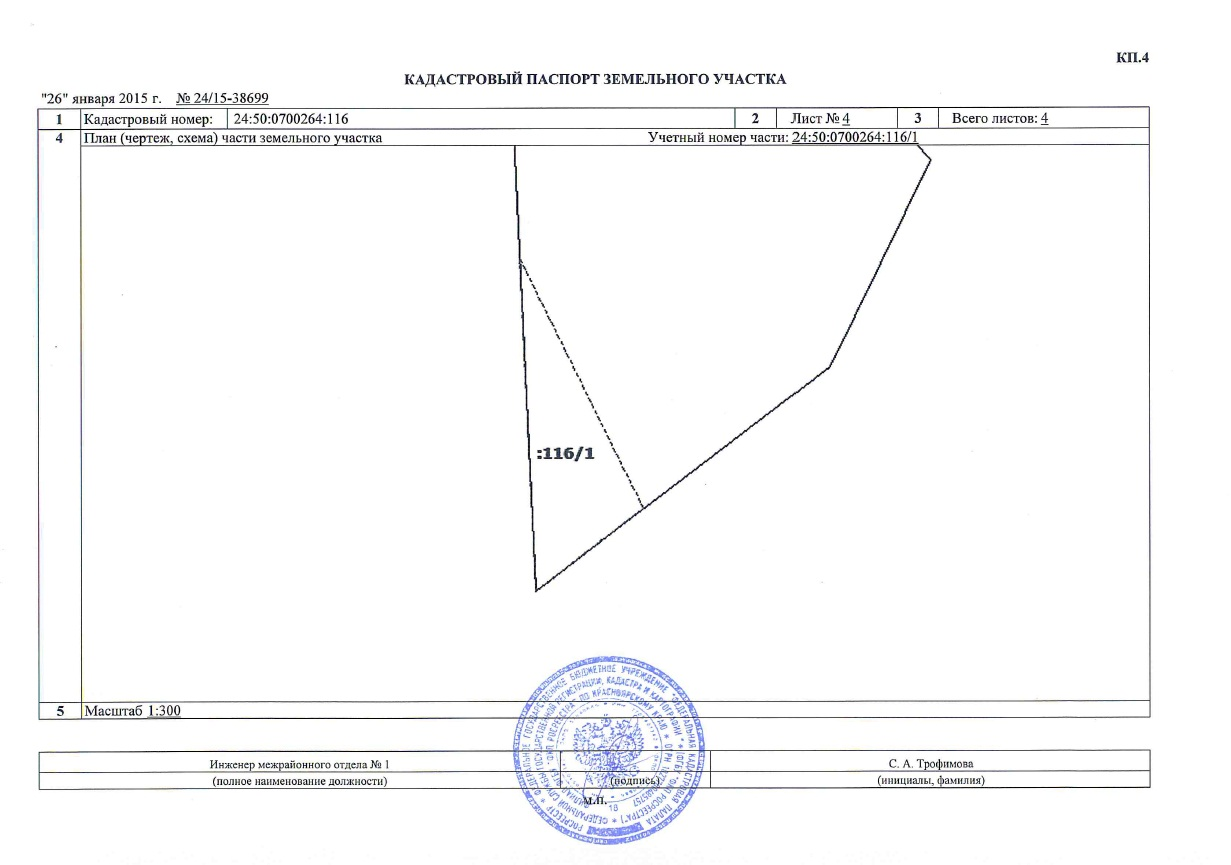 КП.4
КАДАСТРОВЫЙ ПАСПОРТ ЗЕМЕЛЬНОГО УЧАСТКА
"26" января 2015 г. № 24/15-38699
1 Кадастровый номер: 24:50:0700264:116 2 Лист № 4 3 Всего листов: 4
4 План (чертеж, схема) части земельного участка Учетный номер части: 24:50:0700264:116/1
:116/1
5 Масштаб 1:300
Инженер межрайонного отдела № 1 С. А. Трофимова
(полное наименование должности) (подпись) (инициалы, фамилия)
М.П.